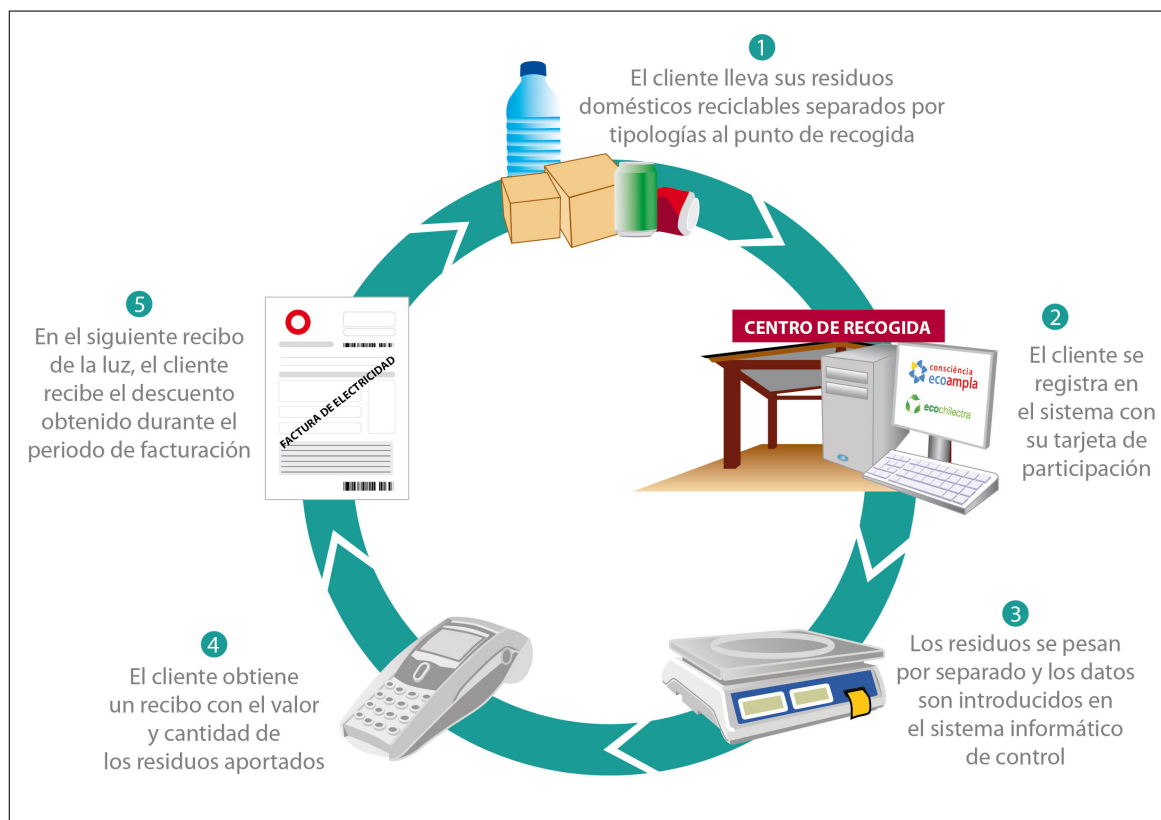 1
El cliente lleva sus residuos
domésticos reciclables separados por
tipologías al punto de recogida
CENTRO DE RECOGIDA
consciência
ecoampla
ecochilectra
2
El cliente se
registra en
el sistema con
su tarjeta de
participación
3
Los residuos se pesan
por separado y los datos
son introducidos en
el sistema informático
de control
4
El cliente obtiene
un recibo con el valor
y cantidad de
los residuos aportados
5
En el siguiente recibo
de la luz, el cliente
recibe el descuento
obtenido durante el
periodo de facturación
FACTURA DE ELECTRICIDAD